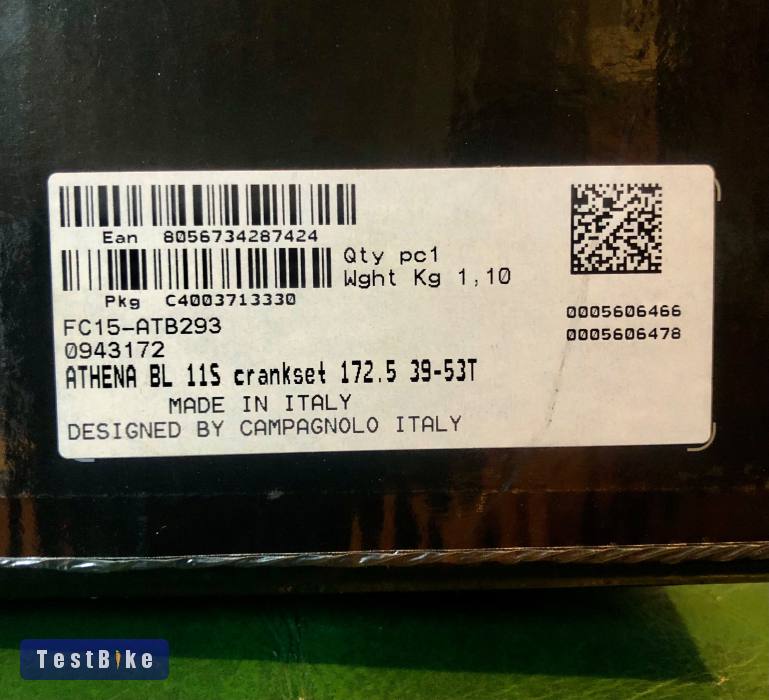 Ean 8056734287424
Qty pc1
Wght Kg 1,10
Pkg C4003713330
0005606466
0005606478
FC15-ATB293
0943172
ATHENA BL 11S crankset 172.5 39-53T
MADE IN ITALY
DESIGNED BY CAMPAGNOLO ITALY
TestBike